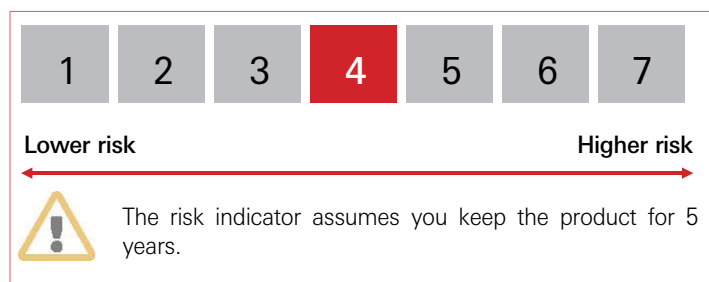 1 2 3 4 5 6 7
Lower risk Higher risk
The risk indicator assumes you keep the product for 5
years.